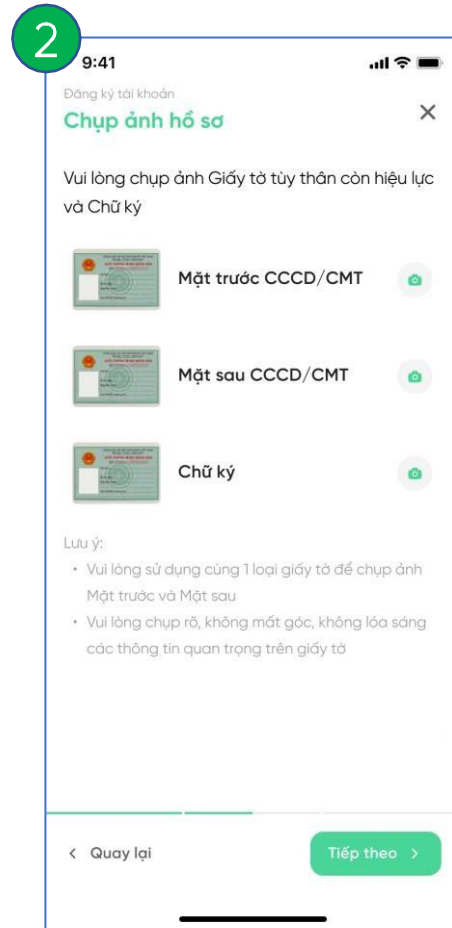 2
9:41
Đăng ký tài khoản
Chụp ảnh hồ sơ
Vui lòng chụp ảnh Giấy tờ tùy thân còn hiệu lực
và Chữ ký
Mặt trước CCCD/CMT
Mặt sau CCCD/CMT
Chữ ký
Lưu ý:
• Vui lòng sử dụng cùng 1 loại giấy tờ để chụp ảnh
Mặt trước và Mặt sau
• Vui lòng chụp rõ, không mất góc, không lóa sáng
các thông tin quan trọng trên giấy tờ
< Quay lại
Tiếp theo >